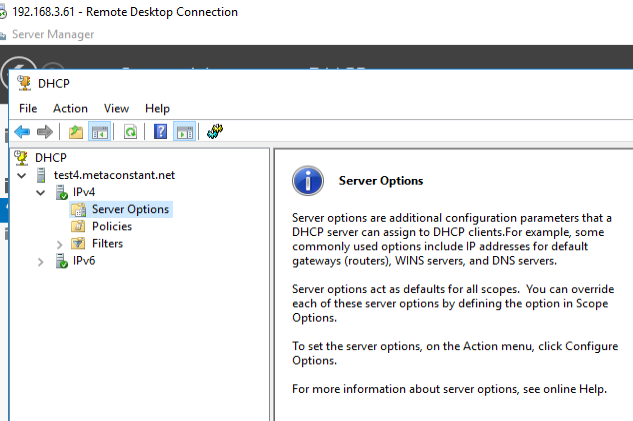 192.168.3.61 - Remote Desktop Connection
Server Manager
DHCP
File Action View Help
DHCP
test4.metaconstant.net
IPv4
Server Options
Policies
Filters
IPv6
Server Options
Server options are additional configuration parameters that a
DHCP server can assign to DHCP clients.For example, some
commonly used options include IP addresses for default
gateways (routers), WINS servers, and DNS servers.
Server options act as defaults for all scopes. You can override
each of these server options by defining the option in Scope
Options.
To set the server options, on the Action menu, click Configure
Options.
For more information about server options, see online Help.